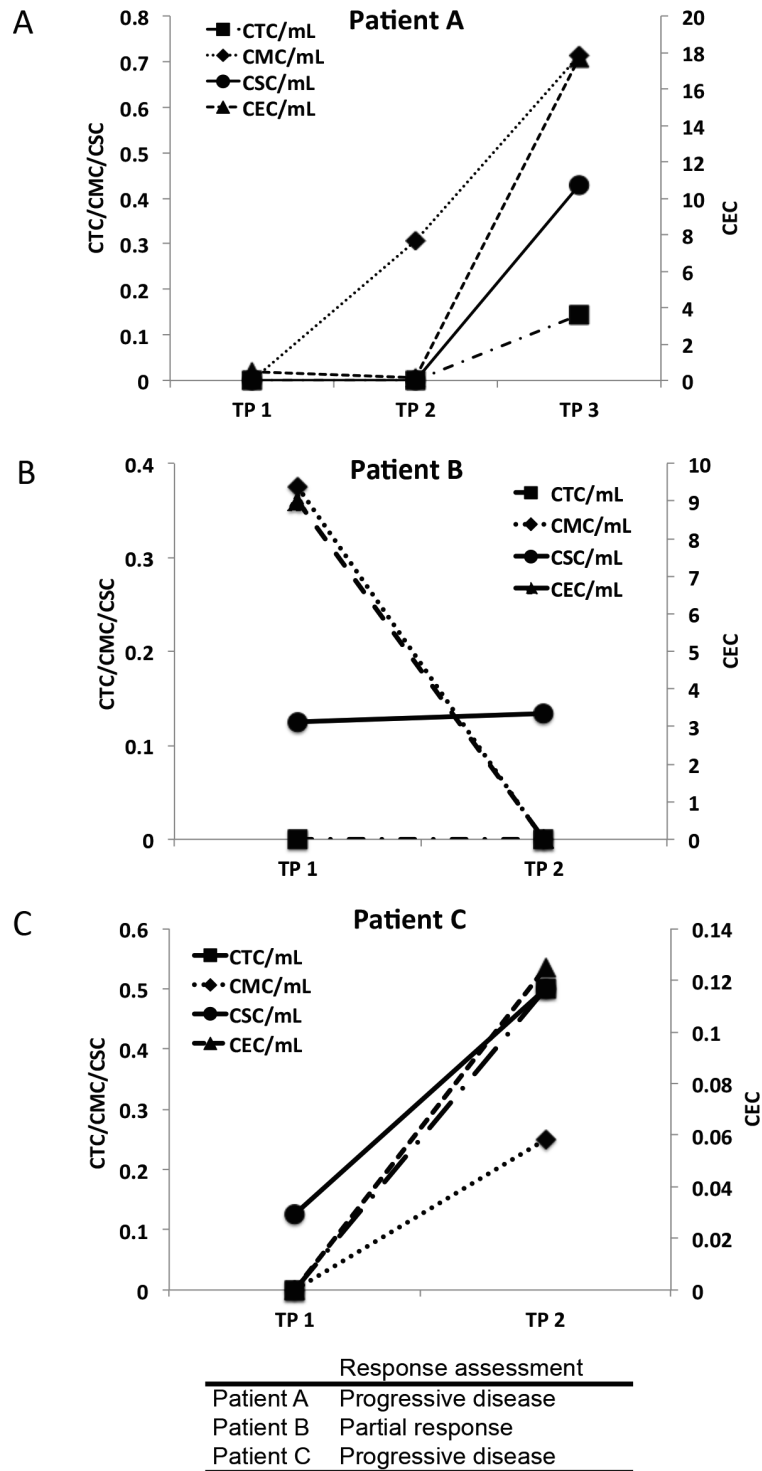 A
Patient A
CTC/mL
CMC/mL
CSC/mL
CEC/mL
0.8
0.7
0.6
0.5
0.4
0.3
0.2
0.1
0
CTC/CMC/CSC
20
18
16
14
12
10
8
6
4
2
0
CEC
TP 1 TP 2 TP 3
B
Patient B
CTC/mL
CMC/mL
CSC/mL
CEC/mL
0.4
0.3
0.2
0.1
0
CTC/CMC/CSC
10
9
8
7
6
5
4
3
2
1
0
CEC
TP 1 TP 2
C
Patient C
CTC/mL
CMC/mL
CSC/mL
CEC/mL
0.6
0.5
0.4
0.3
0.2
0.1
0
CTC/CMC/CSC
0.14
0.12
0.1
0.08
0.06
0.04
0.02
0
CEC
TP 1 TP 2
Response assessment
Patient A Progressive disease
Patient B Partial response
Patient C Progressive disease